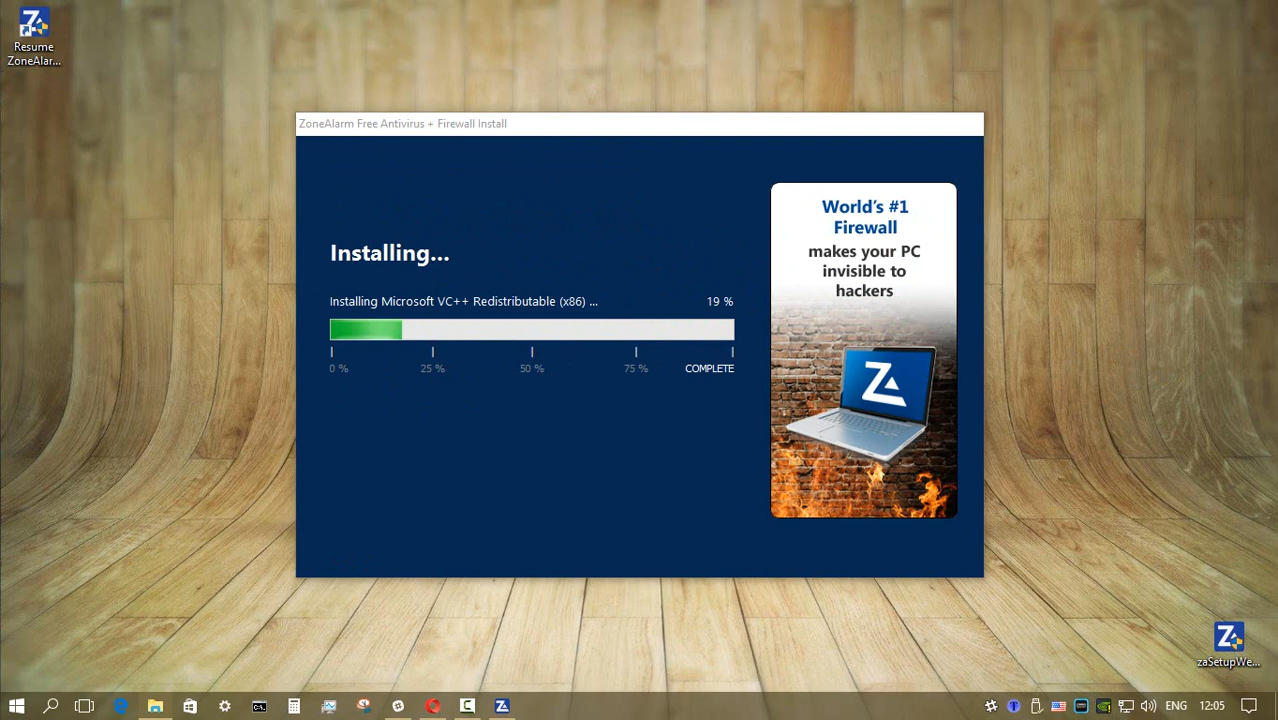 Resume
ZoneAlar...
ZoneAlarm Free Antivirus + Firewall Install
Installing...
Installing Microsoft VC++ Redistributable (x86) ...
19 %
0 %
25 %
50 %
75 %
COMPLETE
World's #1
Firewall
makes your PC
invisible to
hackers
zaSetupWe...
ENG
12:05